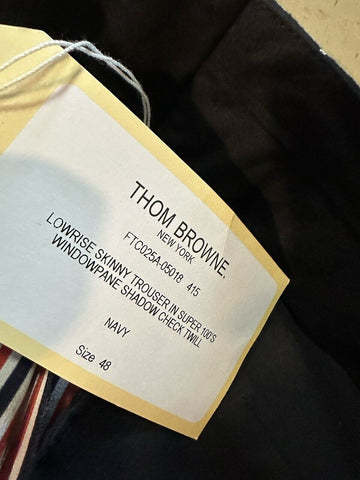 THOM BROWNE.
NEW YORK
FTC025A-05018 415
LOWRISE SKINNY TROUSER IN SUPER 100'S
WINDOWPANE SHADOW CHECK TWILL
NAVY
Size 48